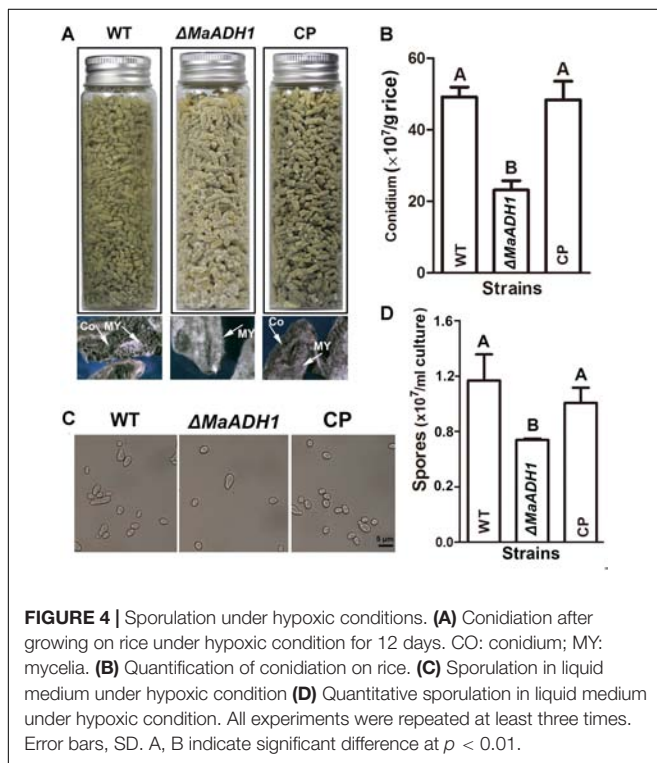 A WT ΔMaADH1 CP
Co MY
MY
Co
MY
B
Conidium (×10⁷/g rice)
60
40
20
0
A
B
A
WT
ΔMaADH1
CP
Strains
C WT ΔMaADH1 CP
5 μm
D
Spores (x10⁷/ml culture)
1.6
1.2
0.8
0.2
0.0
A
B
A
WT
ΔMaADH1
CP
Strains
FIGURE 4 | Sporulation under hypoxic conditions. (A) Conidiation after
growing on rice under hypoxic condition for 12 days. CO: conidium; MY:
mycelia. (B) Quantification of conidiation on rice. (C) Sporulation in liquid
medium under hypoxic condition (D) Quantitative sporulation in liquid medium
under hypoxic condition. All experiments were repeated at least three times.
Error bars, SD. A, B indicate significant difference at p < 0.01.